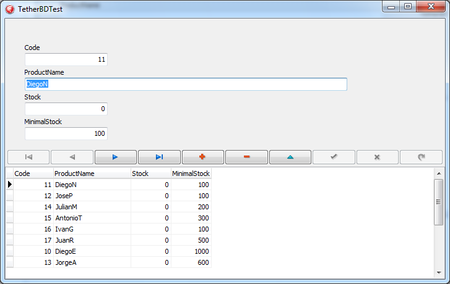 TetherBDTest
Code
11
ProductName
DiegoN
Stock
0
MinimalStock
100
Code ProductName Stock MinimalStock
11 DiegoN 0 100
12 JoseP 0 100
14 JulianM 0 200
15 AntonioT 0 300
16 IvanG 0 100
17 JuanR 0 500
10 DiegoE 0 1000
13 JorgeA 0 600